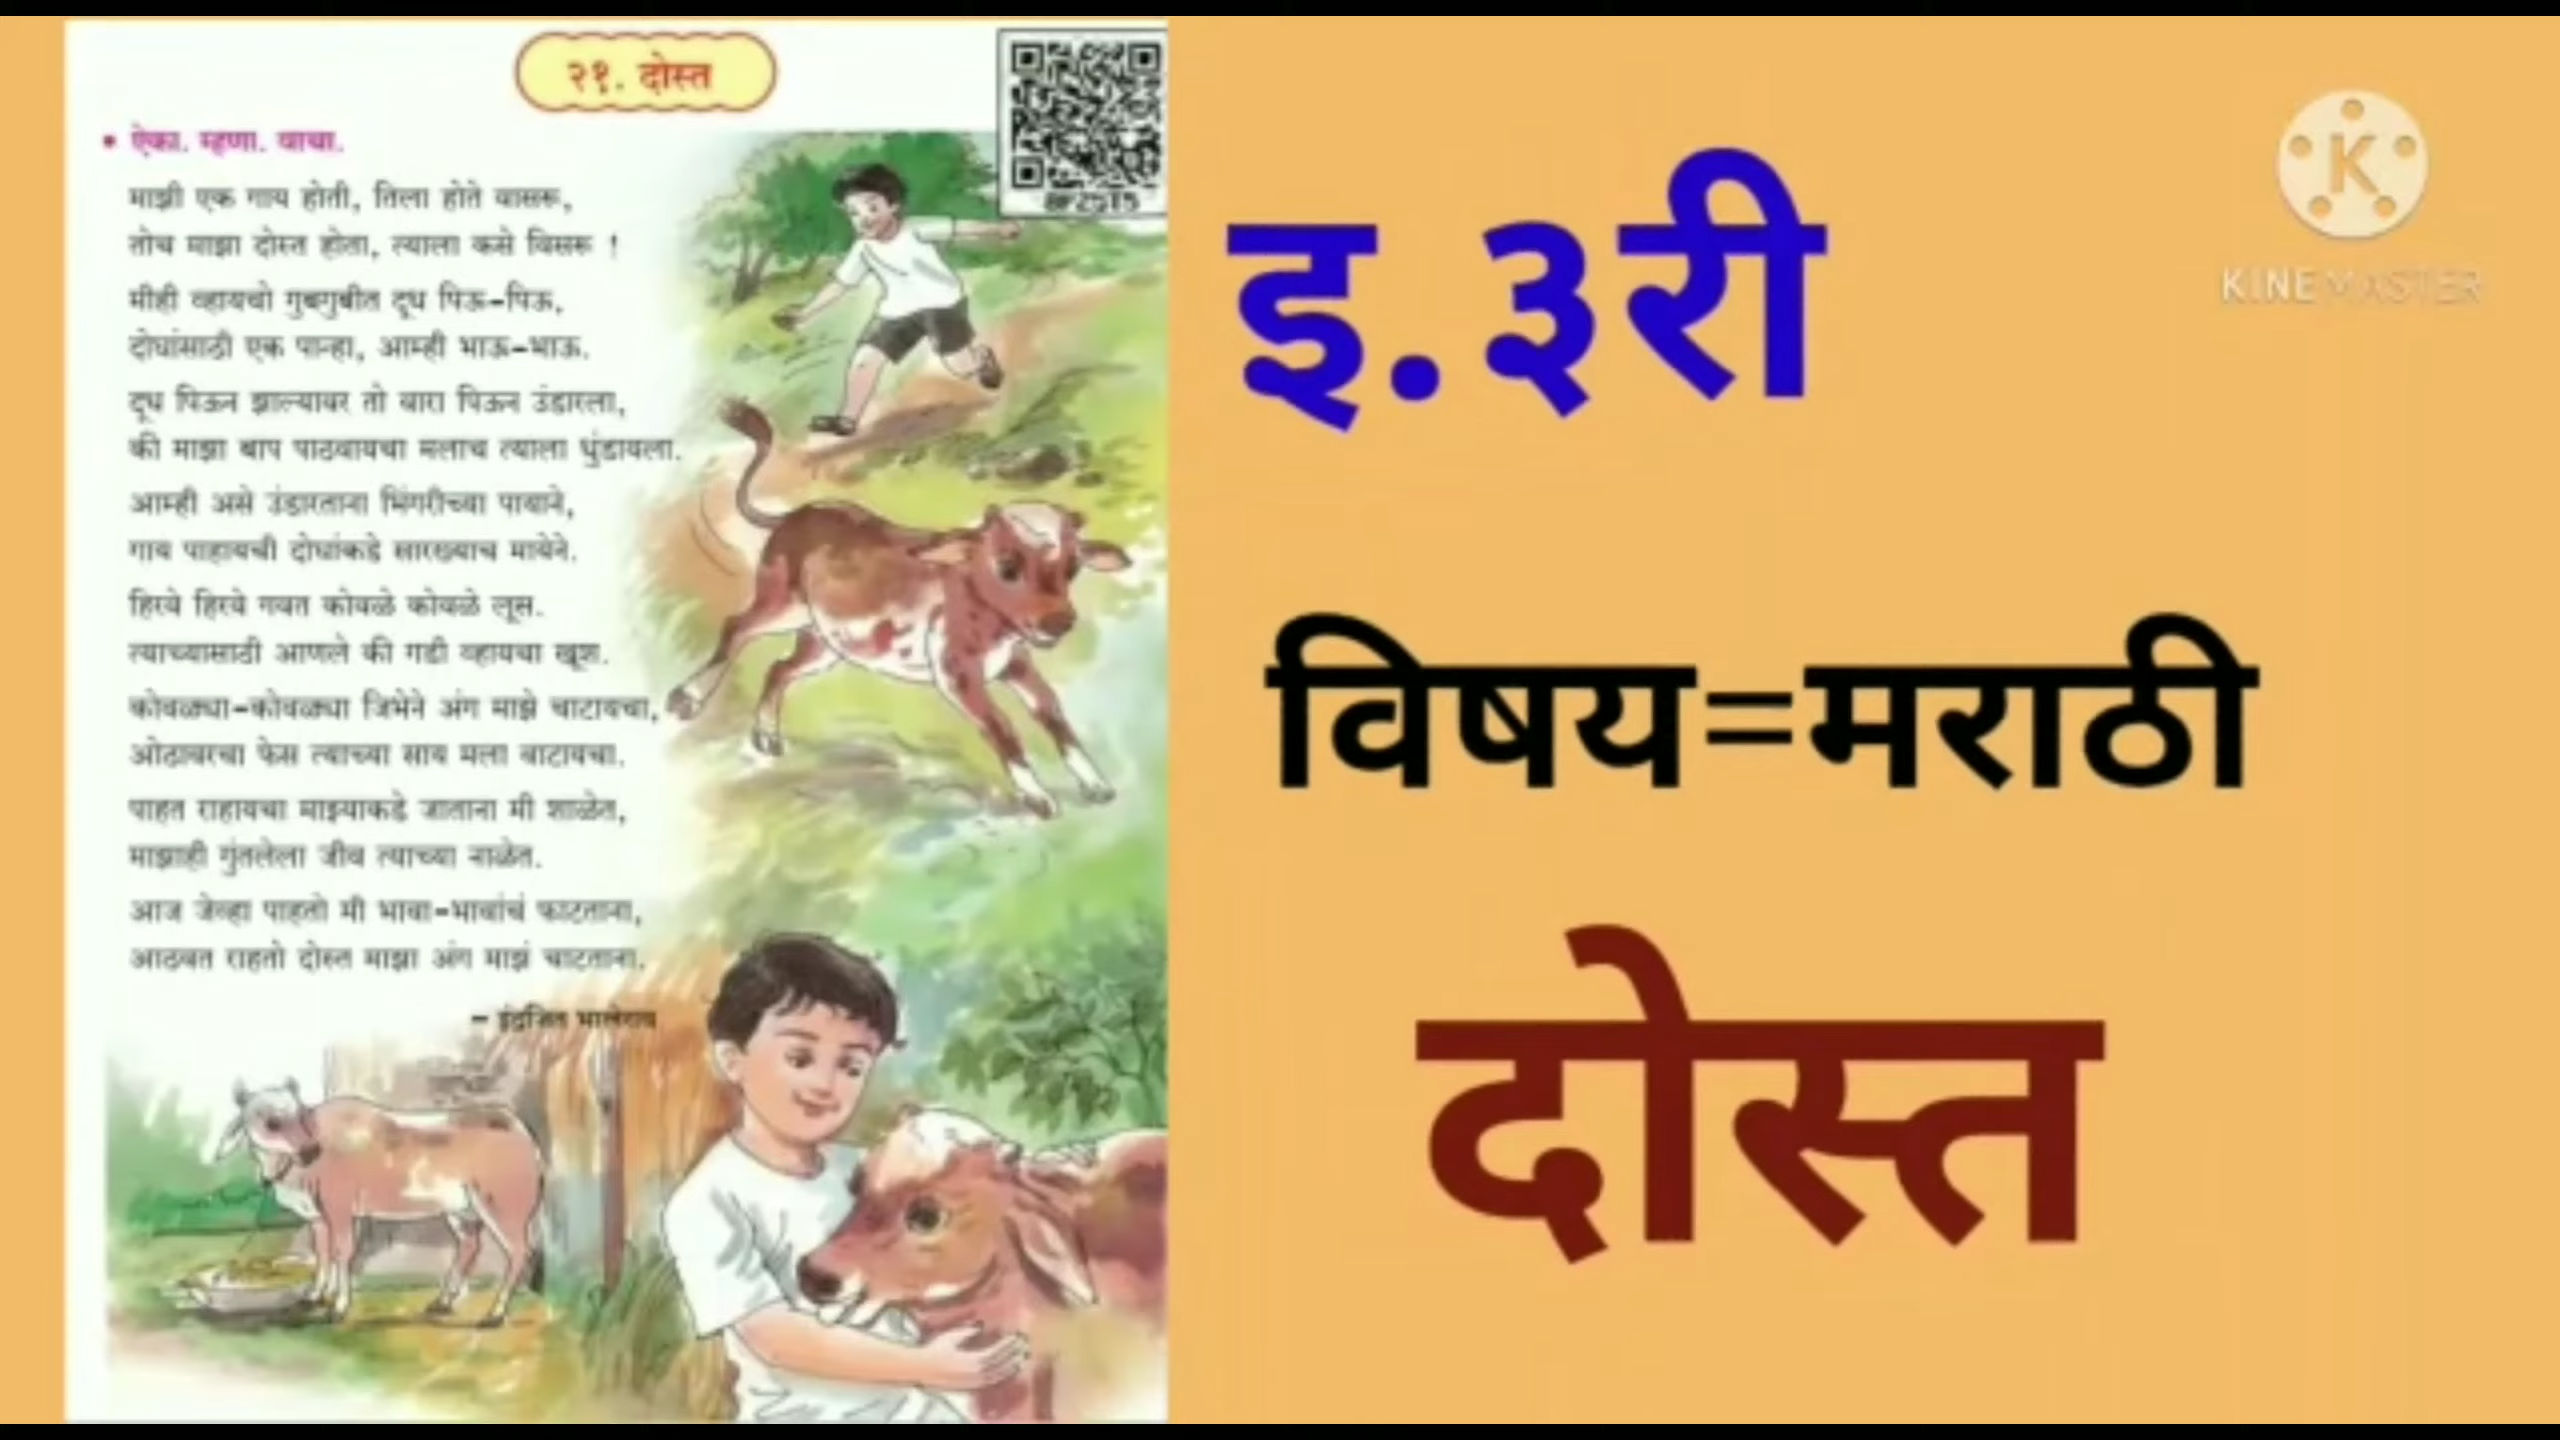 २१. दोस्त
• ऐका. म्हणा. वाचा.
माझी एक गाय होती, तिला होते वासरू,
तोच माझा दोस्त होता, त्याला कसे विसरू !
मीही व्हायचो गुबगुबीत दूध पिऊ-पिऊ,
दोघांसाठी एक पान्हा, आम्ही भाऊ-भाऊ.
दूध पिऊन झाल्यावर तो वारा पिऊन उंडारला,
की माझा बाप पाठवायचा मलाच त्याला धुंडायला.
आम्ही असे उंडारताना भिंगरीच्या पायाने,
गाय पाहायची दोघांकडे सारख्याच मायेने.
हिरवे हिरवे गवत कोवळे कोवळे लूस.
त्याच्यासाठी आणले की गडी व्हायचा खूश.
कोवळ्या-कोवळ्या जिभेने अंग माझे चाटायचा,
ओठावरचा फेस त्याच्या साय मला वाटायचा.
पाहत राहायचा माझ्याकडे जाताना मी शाळेत,
माझाही गुंतलेला जीव त्याच्या नाळेत.
आज जेव्हा पाहतो मी भावा-भावांचं फाटताना,
आठवत राहतो दोस्त माझा अंग माझं चाटताना.
- इंद्रजित भालेराव
8FZ5T5
इ.३री
विषय=मराठी
दोस्त
K
KINEMASTER